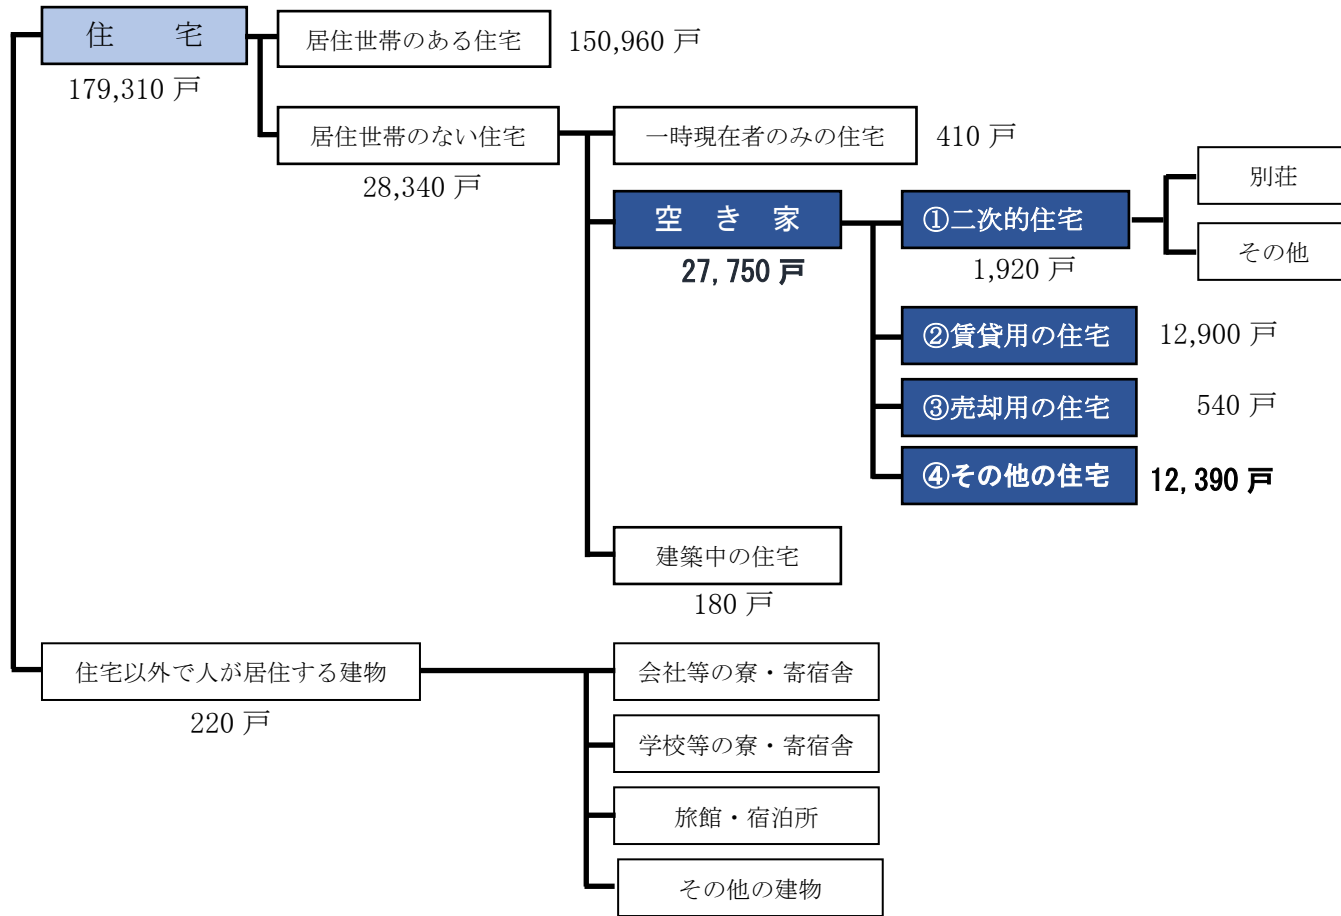 住　宅
179,310 戸
居住世帯のある住宅
150,960 戸
居住世帯のない住宅
28,340 戸
一時現在者のみの住宅
410 戸
空 き 家
27,750 戸
①二次的住宅
1,920 戸
別荘
その他
②賃貸用の住宅
12,900 戸
③売却用の住宅
540 戸
④その他の住宅
12,390 戸
建築中の住宅
180 戸
住宅以外で人が居住する建物
220 戸
会社等の寮・寄宿舎
学校等の寮・寄宿舎
旅館・宿泊所
その他の建物